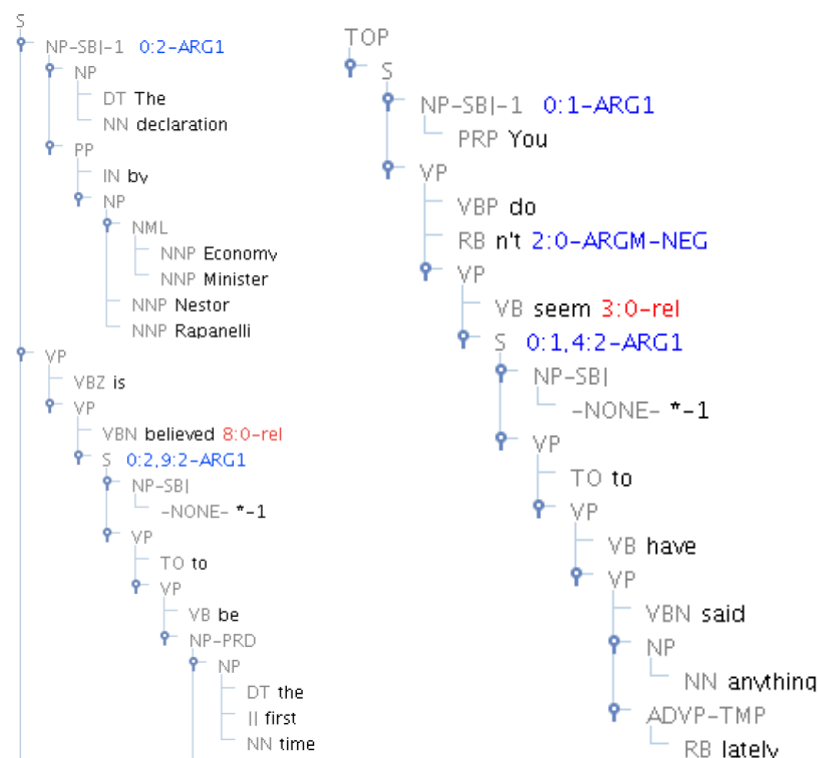 S
NP-SB|-1 0:2-ARG1
NP
DT The
NN declaration
PP
IN by
NP
NML
NNP Economy
NNP Minister
NNP Nestor
NNP Rapanelli
VP
VBZ is
VP
VBN believed 8:0-rel
S 0:2,9:2-ARG1
NP-SB|
-NONE- *-1
VP
TO to
VP
VB be
NP-PRD
NP
DT the
|| first
NN time
TOP
S
NP-SB|-1 0:1-ARG1
PRP You
VP
VBP do
RB n't 2:0-ARGM-NEG
VP
VB seem 3:0-rel
S 0:1,4:2-ARG1
NP-SB|
-NONE- *-1
VP
TO to
VP
VB have
VP
VBN said
NP
NN anything
ADVP-TMP
RB lately